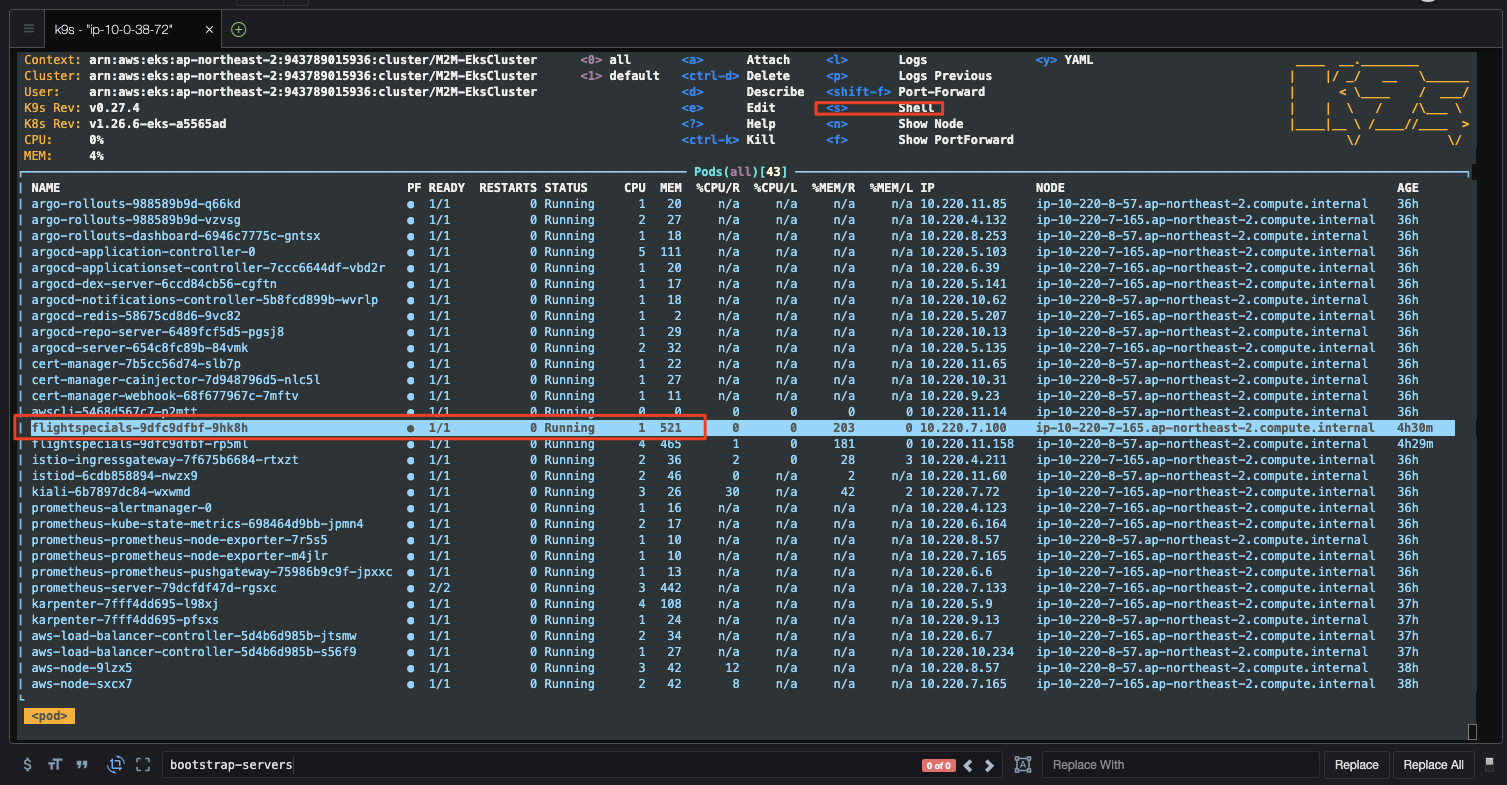 k9s - "ip-10-0-38-72" ×
Context: arn:aws:eks:ap-northeast-2:943789015936:cluster/M2M-EksCluster <0> all <a> Attach <l> Logs <y> YAML
Cluster: arn:aws:eks:ap-northeast-2:943789015936:cluster/M2M-EksCluster <1> default <ctrl-d> Delete <p> Logs Previous
User: arn:aws:eks:ap-northeast-2:943789015936:cluster/M2M-EksCluster <d> Describe <shift-f> Port-Forward
K9s Rev: v0.27.4 <e> Edit <s> Shell
K8s Rev: v1.26.6-eks-a5565ad <?> Help <n> Show Node
CPU: 0% <ctrl-k> Kill <f> Show PortForward
MEM: 4%
Pods(all)[43]
NAME PF READY RESTARTS STATUS CPU MEM %CPU/R %CPU/L %MEM/R %MEM/L IP NODE AGE
argo-rollouts-988589b9d-q66kd ● 1/1 0 Running 1 20 n/a n/a n/a n/a 10.220.11.85 ip-10-220-8-57.ap-northeast-2.compute.internal 36h
argo-rollouts-988589b9d-vzvsg ● 1/1 0 Running 2 27 n/a n/a n/a n/a 10.220.4.132 ip-10-220-8-57.ap-northeast-2.compute.internal 36h
argo-rollouts-dashboard-6946c7775c-gntsx ● 1/1 0 Running 1 18 n/a n/a n/a n/a 10.220.8.253 ip-10-220-8-57.ap-northeast-2.compute.internal 36h
argocd-application-controller-0 ● 1/1 0 Running 5 111 n/a n/a n/a n/a 10.220.5.103 ip-10-220-7-165.ap-northeast-2.compute.internal 36h
argocd-applicationset-controller-7ccc6644df-vbd2r ● 1/1 0 Running 1 20 n/a n/a n/a n/a 10.220.6.39 ip-10-220-7-165.ap-northeast-2.compute.internal 36h
argocd-dex-server-6ccd84cb56-cgftn ● 1/1 0 Running 1 17 n/a n/a n/a n/a 10.220.5.141 ip-10-220-7-165.ap-northeast-2.compute.internal 36h
argocd-notifications-controller-5b8fcd899b-wvrlp ● 1/1 0 Running 1 18 n/a n/a n/a n/a 10.220.10.62 ip-10-220-8-57.ap-northeast-2.compute.internal 36h
argocd-redis-58675cd8d6-9vc82 ● 1/1 0 Running 1 2 n/a n/a n/a n/a 10.220.5.207 ip-10-220-7-165.ap-northeast-2.compute.internal 36h
argocd-repo-server-6489fcf5d5-pgsj8 ● 1/1 0 Running 1 29 n/a n/a n/a n/a 10.220.10.13 ip-10-220-8-57.ap-northeast-2.compute.internal 36h
argocd-server-654c8fc89b-84vmk ● 1/1 0 Running 2 32 n/a n/a n/a n/a 10.220.5.135 ip-10-220-7-165.ap-northeast-2.compute.internal 36h
cert-manager-7b5cc56d74-slb7p ● 1/1 0 Running 1 22 n/a n/a n/a n/a 10.220.11.65 ip-10-220-8-57.ap-northeast-2.compute.internal 36h
cert-manager-cainjector-7d948796d5-nlc5l ● 1/1 0 Running 1 27 n/a n/a n/a n/a 10.220.10.31 ip-10-220-8-57.ap-northeast-2.compute.internal 36h
cert-manager-webhook-68f677967c-7mftv ● 1/1 0 Running 1 11 n/a n/a n/a n/a 10.220.9.23 ip-10-220-8-57.ap-northeast-2.compute.internal 36h
awscli-5468d567c7-p2mtt ● 1/1 0 Running 0 0 0 0 0 0 10.220.11.14 ip-10-220-8-57.ap-northeast-2.compute.internal 36h
flightspecials-9dfc9dfbf-9hk8h ● 1/1 0 Running 1 521 0 0 203 0 10.220.7.100 ip-10-220-7-165.ap-northeast-2.compute.internal 4h30m
flightspecials-9dfc9dfbf-rp5ml ● 1/1 0 Running 4 465 1 0 181 0 10.220.11.158 ip-10-220-8-57.ap-northeast-2.compute.internal 4h29m
istio-ingressgateway-7f675b6684-rtxzt ● 1/1 0 Running 2 36 2 0 28 3 10.220.4.211 ip-10-220-7-165.ap-northeast-2.compute.internal 36h
istiod-6cdb858894-nwzx9 ● 1/1 0 Running 2 46 0 n/a 2 n/a 10.220.11.60 ip-10-220-8-57.ap-northeast-2.compute.internal 36h
kiali-6b7897dc84-wxwmd ● 1/1 0 Running 3 26 30 n/a 42 2 10.220.7.72 ip-10-220-7-165.ap-northeast-2.compute.internal 36h
prometheus-alertmanager-0 ● 1/1 0 Running 1 16 n/a n/a n/a n/a 10.220.4.123 ip-10-220-7-165.ap-northeast-2.compute.internal 36h
prometheus-kube-state-metrics-698464d9bb-jpmn4 ● 1/1 0 Running 2 17 n/a n/a n/a n/a 10.220.6.164 ip-10-220-7-165.ap-northeast-2.compute.internal 36h
prometheus-prometheus-node-exporter-7r5s5 ● 1/1 0 Running 1 10 n/a n/a n/a n/a 10.220.8.57 ip-10-220-8-57.ap-northeast-2.compute.internal 36h
prometheus-prometheus-node-exporter-m4jlr ● 1/1 0 Running 1 10 n/a n/a n/a n/a 10.220.7.165 ip-10-220-7-165.ap-northeast-2.compute.internal 36h
prometheus-prometheus-pushgateway-75986b9c9f-jpxxc ● 1/1 0 Running 1 13 n/a n/a n/a n/a 10.220.6.6 ip-10-220-7-165.ap-northeast-2.compute.internal 36h
prometheus-server-79dcfdf47d-rgsxc ● 2/2 0 Running 3 442 n/a n/a n/a n/a 10.220.7.133 ip-10-220-7-165.ap-northeast-2.compute.internal 36h
karpenter-7fff4dd695-l98xj ● 1/1 0 Running 4 108 n/a n/a n/a n/a 10.220.5.9 ip-10-220-7-165.ap-northeast-2.compute.internal 37h
karpenter-7fff4dd695-pfsxs ● 1/1 0 Running 1 24 n/a n/a n/a n/a 10.220.9.13 ip-10-220-8-57.ap-northeast-2.compute.internal 37h
aws-load-balancer-controller-5d4b6d985b-jtsmw ● 1/1 0 Running 2 34 n/a n/a n/a n/a 10.220.6.7 ip-10-220-7-165.ap-northeast-2.compute.internal 37h
aws-load-balancer-controller-5d4b6d985b-s56f9 ● 1/1 0 Running 1 27 n/a n/a n/a n/a 10.220.10.234 ip-10-220-8-57.ap-northeast-2.compute.internal 37h
aws-node-9lzx5 ● 1/1 0 Running 3 42 12 n/a n/a n/a 10.220.8.57 ip-10-220-8-57.ap-northeast-2.compute.internal 38h
aws-node-sxcx7 ● 1/1 0 Running 2 42 8 n/a n/a n/a 10.220.7.165 ip-10-220-7-165.ap-northeast-2.compute.internal 38h
<pod>
bootstrap-servers 0 of 0 Replace With Replace Replace All